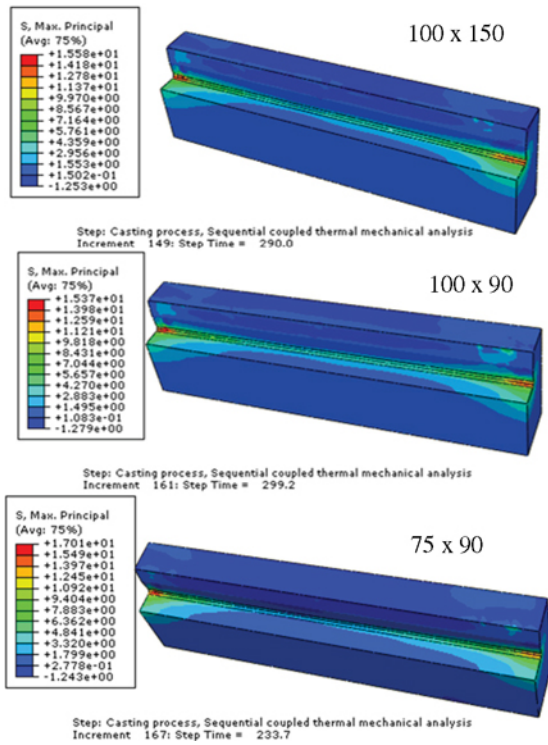 S, Max. Principal
(Avg: 75%)
+1.558e+01
+1.418e+01
+1.278e+01
+1.137e+01
+9.970e+00
+8.567e+00
+7.164e+00
+5.761e+00
+4.359e+00
+2.956e+00
+1.553e+00
+1.502e-01
-1.253e+00
100 x 150
Step: Casting process, Sequential coupled thermal mechanical analysis
Increment 149: Step Time = 290.0
S, Max. Principal
(Avg: 75%)
+1.537e+01
+1.398e+01
+1.259e+01
+1.121e+01
+9.818e+00
+8.431e+00
+7.044e+00
+5.657e+00
+4.270e+00
+2.883e+00
+1.495e+00
+1.083e-01
-1.279e+00
100 x 90
Step: Casting process, Sequential coupled thermal mechanical analysis
Increment 161: Step Time = 299.2
S, Max. Principal
(Avg: 75%)
+1.701e+01
+1.549e+01
+1.397e+01
+1.245e+01
+1.092e+01
+9.404e+00
+7.883e+00
+6.362e+00
+4.841e+00
+3.320e+00
+1.799e+00
+2.778e-01
-1.243e+00
75 x 90
Step: Casting process, Sequential coupled thermal mechanical analysis
Increment 167: Step Time = 233.7